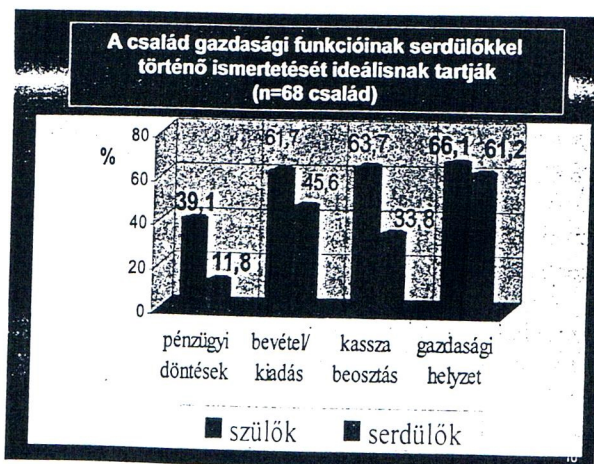 A család gazdasági funkcióinak serdülőkkel
történő ismertetését ideálisnak tartják
(n=68 család)
%
80
60
40
20
0
39,1
11,8
61,7
45,6
63,7
33,8
66,1
61,2
pénzügyi döntések
bevétel/ kiadás
kassza beosztás
gazdasági helyzet
szülők
serdülők